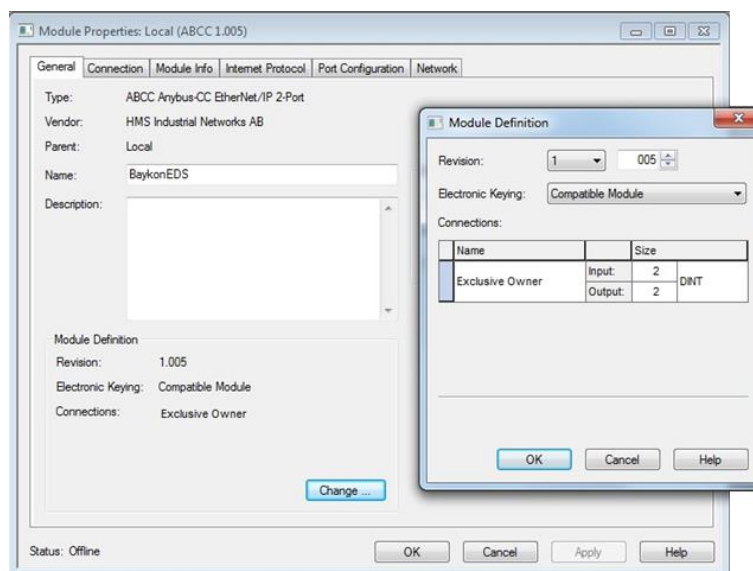 Module Properties: Local (ABCC 1.005)
General Connection Module Info Internet Protocol Port Configuration Network
Type: ABCC Anybus-CC EtherNet/IP 2-Port
Vendor: HMS Industrial Networks AB
Parent: Local
Name: BaykonEDS
Description:
Module Definition
Revision: 1.005
Electronic Keying: Compatible Module
Connections: Exclusive Owner
Change ...
Status: Offline
OK Cancel Apply Help
Module Definition
Revision: 1 005
Electronic Keying: Compatible Module
Connections:
Name Size
Exclusive Owner Input: 2 DINT
Output: 2
OK Cancel Help